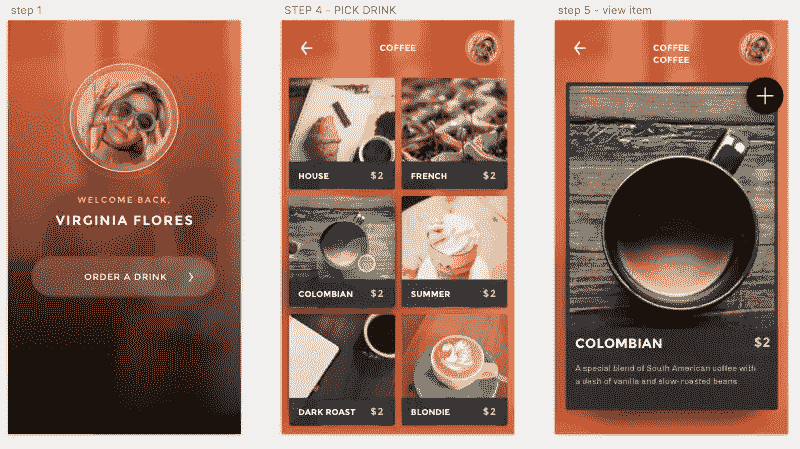 step 1
WELCOME BACK,
VIRGINIA FLORES
ORDER A DRINK
STEP 4 - PICK DRINK
COFFEE
HOUSE $2
FRENCH $2
COLOMBIAN $2
SUMMER $2
DARK ROAST $2
BLONDIE $2
step 5 - view item
COFFEE
COFFEE
COLOMBIAN $2
A special blend of South American coffee with
a dash of vanilla and slow-roasted beans